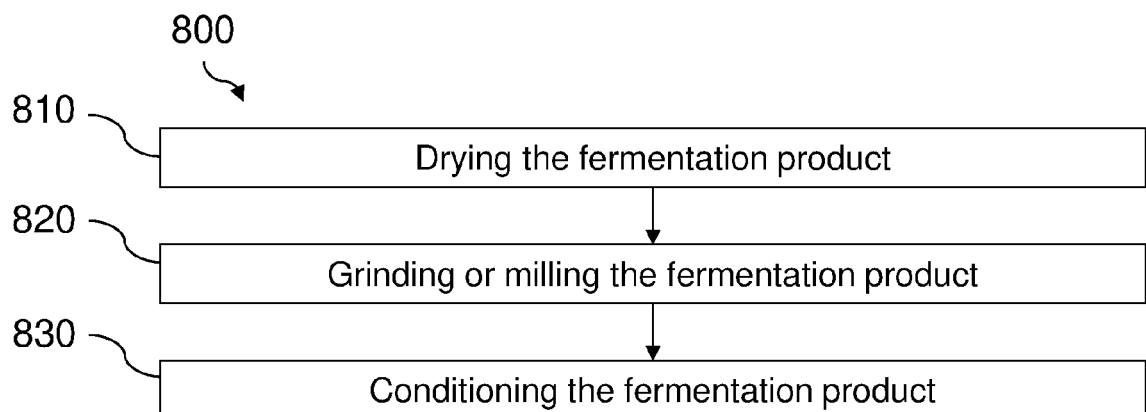 800
810
Drying the fermentation product
820
Grinding or milling the fermentation product
830
Conditioning the fermentation product